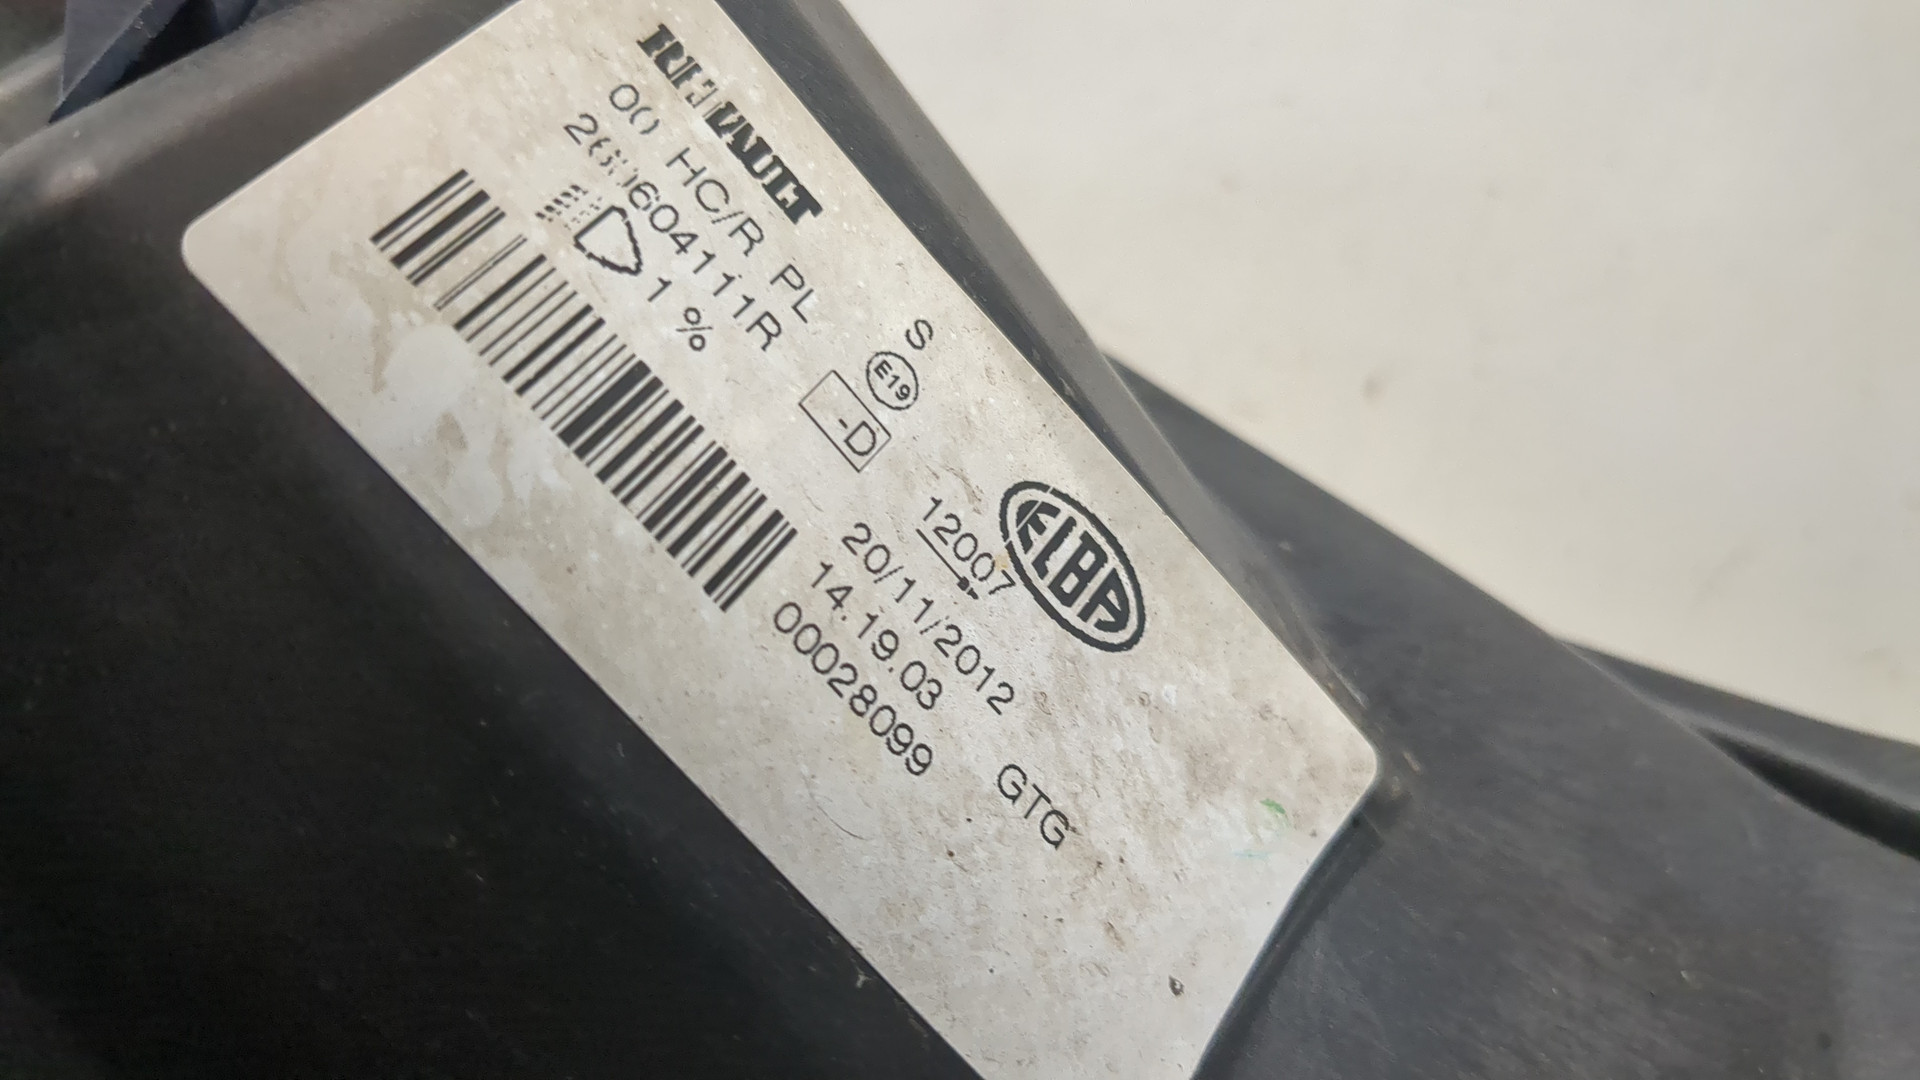 RENAULT
00 HC/R PL S
E19
-D
1 %
12007
ELBA
20/11/2012
14.19.03
00028099
GTG